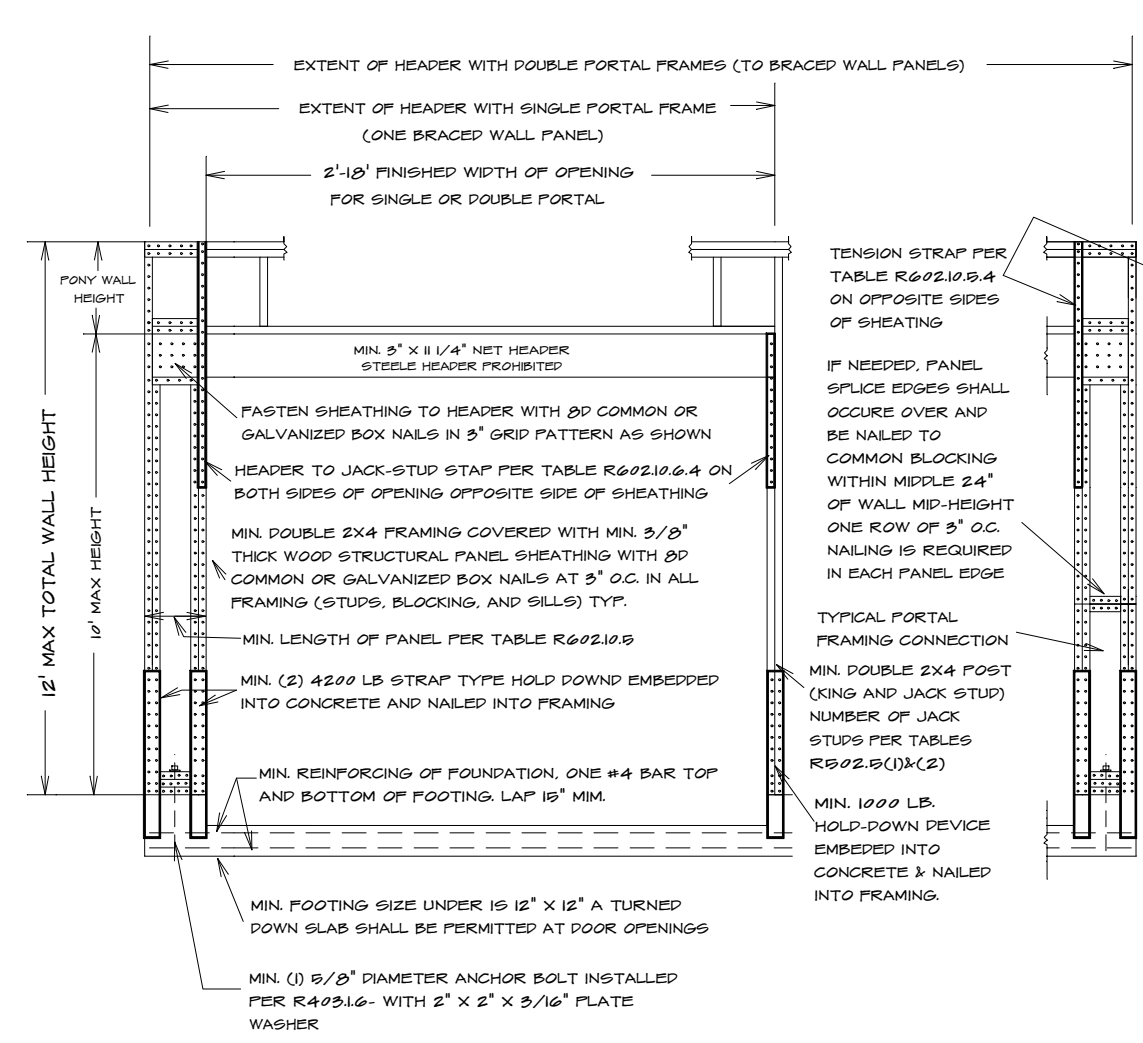 EXTENT OF HEADER WITH DOUBLE PORTAL FRAMES (TO BRACED WALL PANELS)
EXTENT OF HEADER WITH SINGLE PORTAL FRAME
(ONE BRACED WALL PANEL)
2'-18' FINISHED WIDTH OF OPENING
FOR SINGLE OR DOUBLE PORTAL
PONY WALL
HEIGHT
12' MAX TOTAL WALL HEIGHT
10' MAX HEIGHT
MIN. 3" X 11 1/4" NET HEADER
STEELE HEADER PROHIBITED
FASTEN SHEATHING TO HEADER WITH 8D COMMON OR
GALVANIZED BOX NAILS IN 3" GRID PATTERN AS SHOWN
HEADER TO JACK-STUD STAP PER TABLE R602.10.6.4 ON
BOTH SIDES OF OPENING OPPOSITE SIDE OF SHEATHING
MIN. DOUBLE 2X4 FRAMING COVERED WITH MIN. 3/8"
THICK WOOD STRUCTURAL PANEL SHEATHING WITH 8D
COMMON OR GALVANIZED BOX NAILS AT 3" O.C. IN ALL
FRAMING (STUDS, BLOCKING, AND SILLS) TYP.
MIN. LENGTH OF PANEL PER TABLE R602.10.5
MIN. (2) 4200 LB STRAP TYPE HOLD DOWND EMBEDDED
INTO CONCRETE AND NAILED INTO FRAMING
MIN. REINFORCING OF FOUNDATION, ONE #4 BAR TOP
AND BOTTOM OF FOOTING. LAP 15" MIM.
MIN. FOOTING SIZE UNDER IS 12" X 12" A TURNED
DOWN SLAB SHALL BE PERMITTED AT DOOR OPENINGS
MIN. (1) 5/8" DIAMETER ANCHOR BOLT INSTALLED
PER R403.1.6- WITH 2" X 2" X 3/16" PLATE
WASHER
TENSION STRAP PER
TABLE R602.10.5.4
ON OPPOSITE SIDES
OF SHEATING
IF NEEDED, PANEL
SPLICE EDGES SHALL
OCCURE OVER AND
BE NAILED TO
COMMON BLOCKING
WITHIN MIDDLE 24"
OF WALL MID-HEIGHT
ONE ROW OF 3" O.C.
NAILING IS REQUIRED
IN EACH PANEL EDGE
TYPICAL PORTAL
FRAMING CONNECTION
MIN. DOUBLE 2X4 POST
(KING AND JACK STUD)
NUMBER OF JACK
STUDS PER TABLES
R502.5(1)&(2)
MIN. 1000 LB.
HOLD-DOWN DEVICE
EMBEDED INTO
CONCRETE & NAILED
INTO FRAMING.